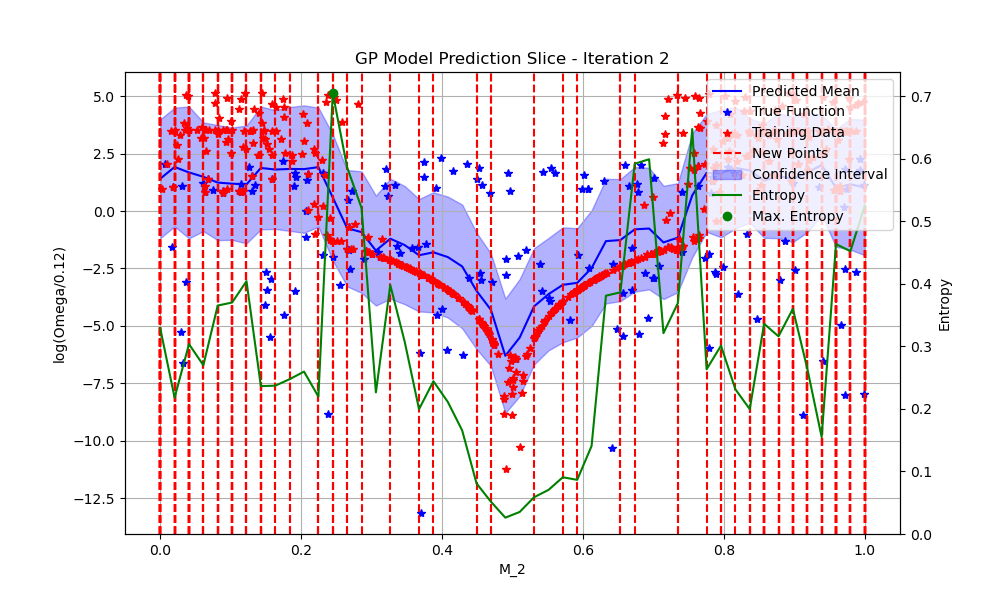 GP Model Prediction Slice - Iteration 2
Predicted Mean
True Function
Training Data
New Points
Confidence Interval
Entropy
Max. Entropy
5.0
2.5
0.0
−2.5
−5.0
−7.5
−10.0
−12.5
log(Omega/0.12)
0.7
0.6
0.5
0.4
0.3
0.2
0.1
0.0
Entropy
0.0 0.2 0.4 0.6 0.8 1.0
M_2